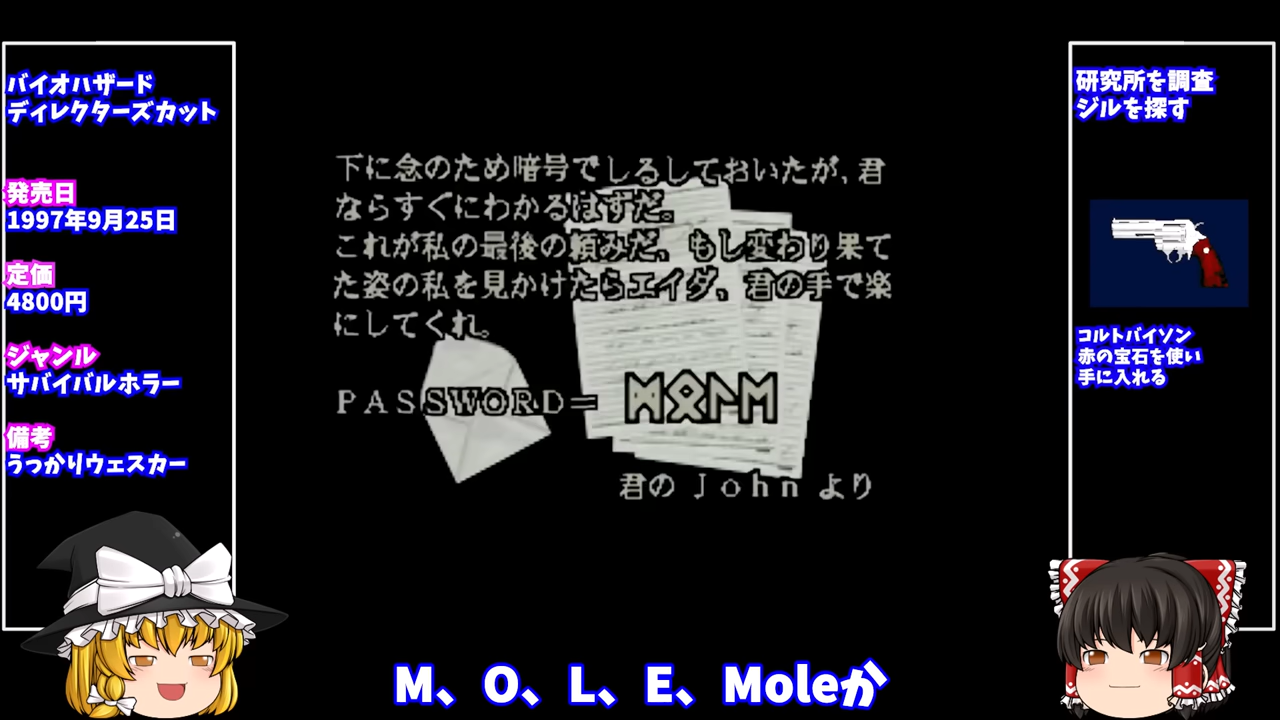 バイオハザード
ディレクターズカット
発売日
1997年9月25日
定価
4800円
ジャンル
サバイバルホラー
備考
うっかりウェスカー
下に念のため暗号でしるしておいたが、君
ならすぐにわかるはずだ。
これが私の最後の頼みだ、もし変わり果て
た姿の私を見かけたらエイダ、君の手で楽
にしてくれ。
PASSWORD= ᛗᛟᛚE
君のJohnより
研究所を調査
ジルを探す
コルトパイソン
赤の宝石を使い
手に入れる
M、O、L、E、Moleか